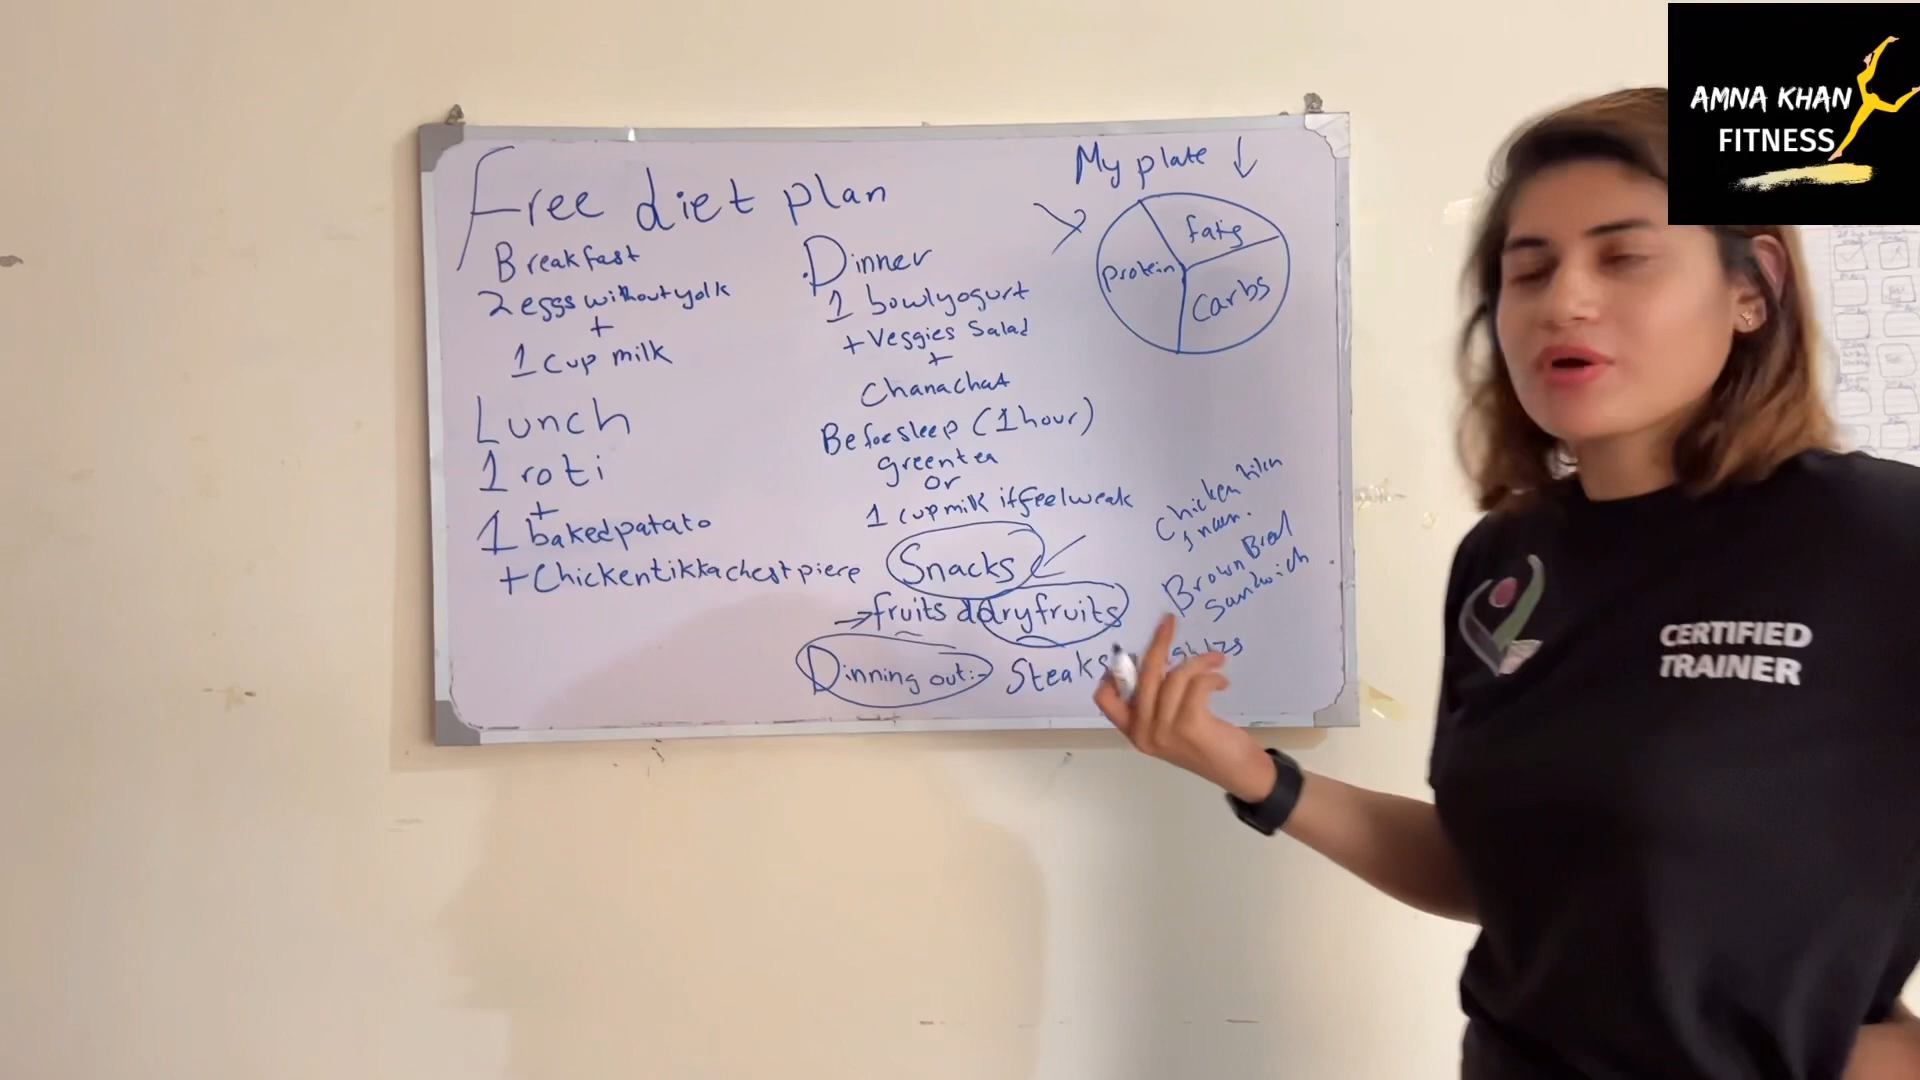 Free diet plan
Breakfast
2 eggs without yolk
+
1 cup milk
Lunch
1 roti
+
1 baked patato
+ Chicken tikka chest piere
Dinner
1 bowl yogurt
+ Veggies Salad
+
Chana chat
Before sleep (1 hour)
green tea
or
1 cup milk if feel weak
Snacks
→ fruits d dry fruits
Dinning out:- Steaks
My plate ↓
fats
protein
Carbs
Chicken
Brown Bread
Sandwich
AMNA KHAN
FITNESS
CERTIFIED
TRAINER